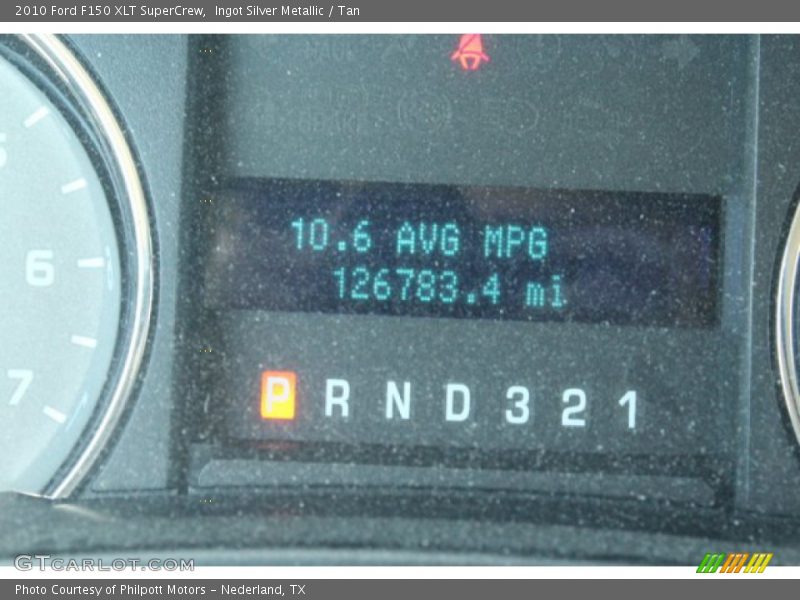 2010 Ford F150 XLT SuperCrew,  Ingot Silver Metallic / Tan
6
7
10.6 AVG MPG
126783.4 mi
P R N D 3 2 1
GTCARLOT.COM
Photo Courtesy of Philpott Motors - Nederland, TX